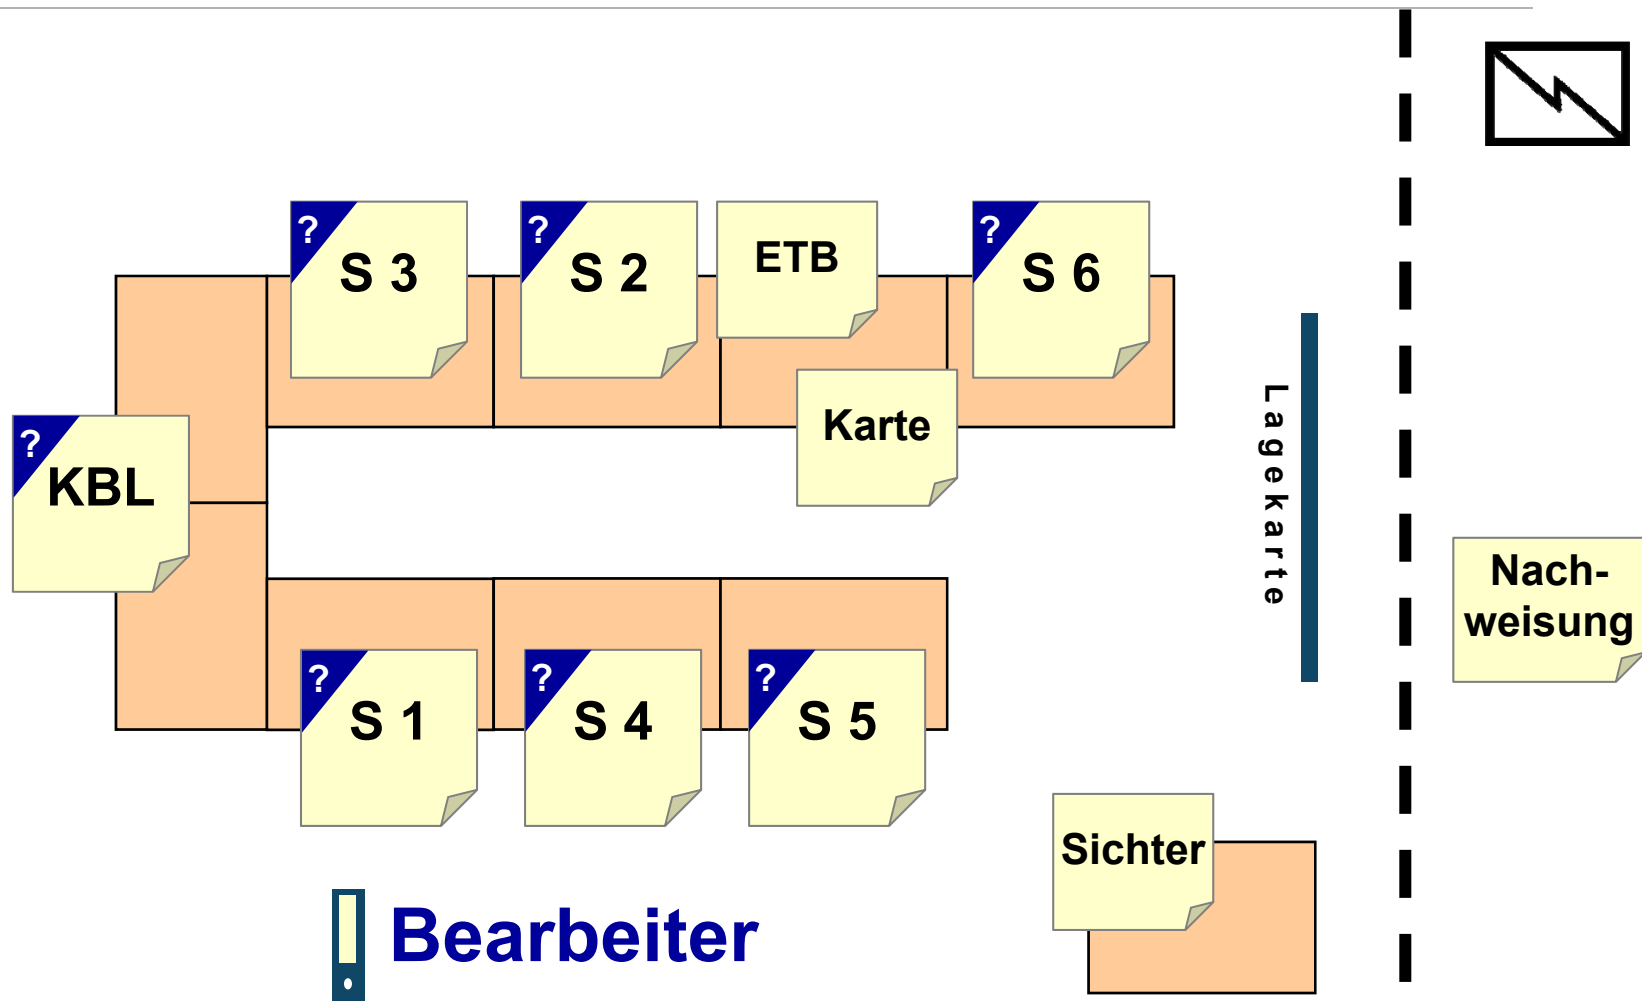 ?
S 3
?
S 2
ETB
?
S 6
Karte
?
KBL
Lagekarte
Nach-
weisung
?
S 1
?
S 4
?
S 5
Sichter
Bearbeiter